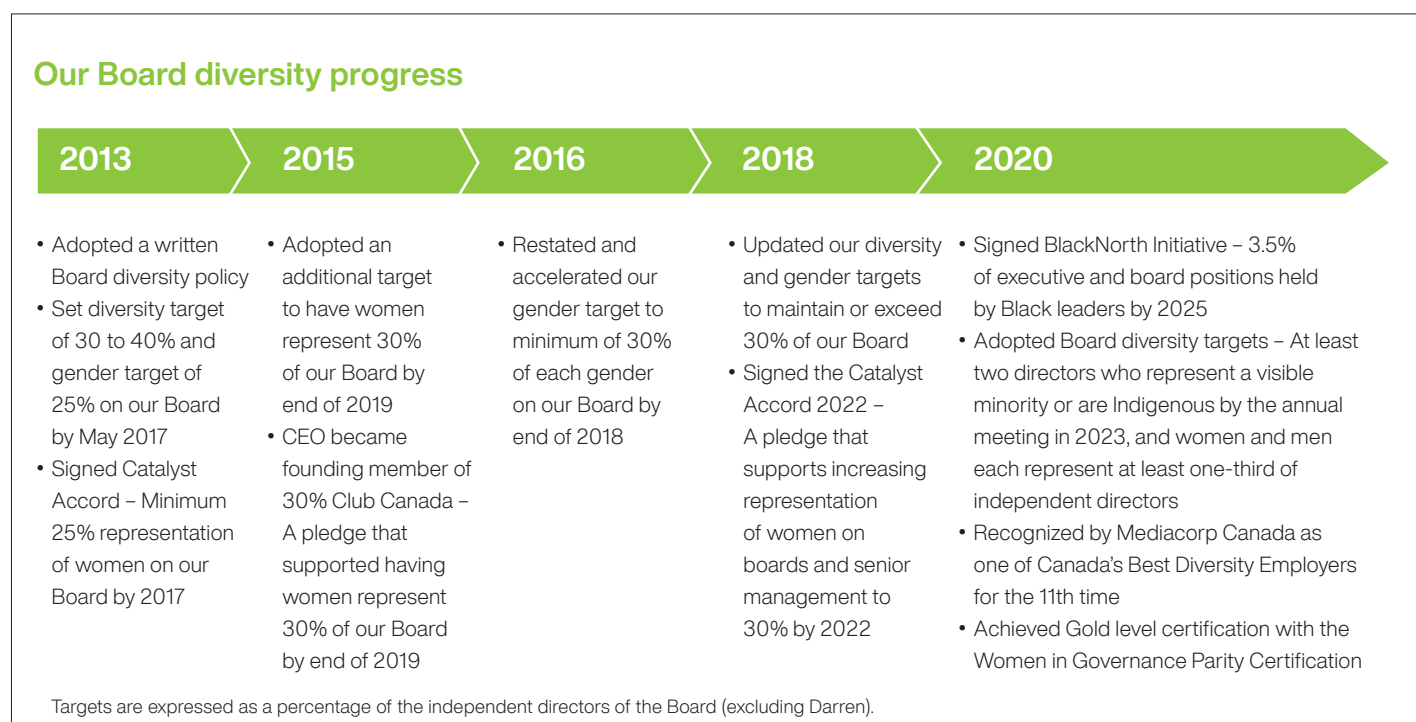 Our Board diversity progress
2013
2015
2016
2018
2020
• Adopted a written
Board diversity policy
• Set diversity target
of 30 to 40% and
gender target of
25% on our Board
by May 2017
• Signed Catalyst
Accord – Minimum
25% representation
of women on our
Board by 2017
• Adopted an
additional target
to have women
represent 30%
of our Board by
end of 2019
• CEO became
founding member of
30% Club Canada –
A pledge that
supported having
women represent
30% of our Board
by end of 2019
• Restated and
accelerated our
gender target to
minimum of 30%
of each gender
on our Board by
end of 2018
• Updated our diversity
and gender targets
to maintain or exceed
30% of our Board
• Signed the Catalyst
Accord 2022 –
A pledge that
supports increasing
representation
of women on
boards and senior
management to
30% by 2022
• Signed BlackNorth Initiative – 3.5%
of executive and board positions held
by Black leaders by 2025
• Adopted Board diversity targets – At least
two directors who represent a visible
minority or are Indigenous by the annual
meeting in 2023, and women and men
each represent at least one-third of
independent directors
• Recognized by Mediacorp Canada as
one of Canada's Best Diversity Employers
for the 11th time
• Achieved Gold level certification with the
Women in Governance Parity Certification
Targets are expressed as a percentage of the independent directors of the Board (excluding Darren).